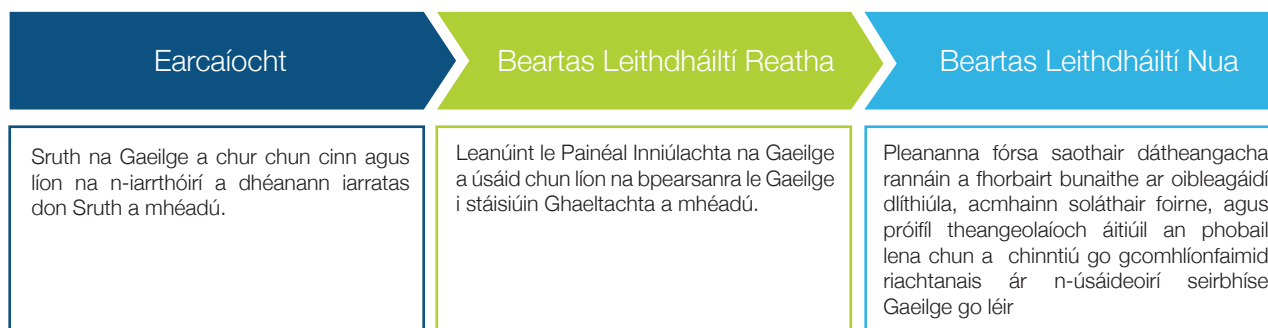 Earcaíocht
Sruth na Gaeilge a chur chun cinn agus
líon na n-iarrthóirí a dhéanann iarratas
don Sruth a mhéadú.
Beartas Leithdháiltí Reatha
Leanúint le Painéal Inniúlachta na Gaeilge
a úsáid chun líon na bpearsanra le Gaeilge
i stáisiúin Ghaeltachta a mhéadú.
Beartas Leithdháiltí Nua
Pleananna fórsa saothair dátheangacha
rannáin a fhorbairt bunaithe ar oibleagáidí
dlíthiúla, acmhainn soláthair foirne, agus
próifíl theangeolaíoch áitiúil an phobail
lena chun a chinntiú go gcomhlíonfaimid
riachtanais ár n-úsáideoirí seirbhíse
Gaeilge go léir